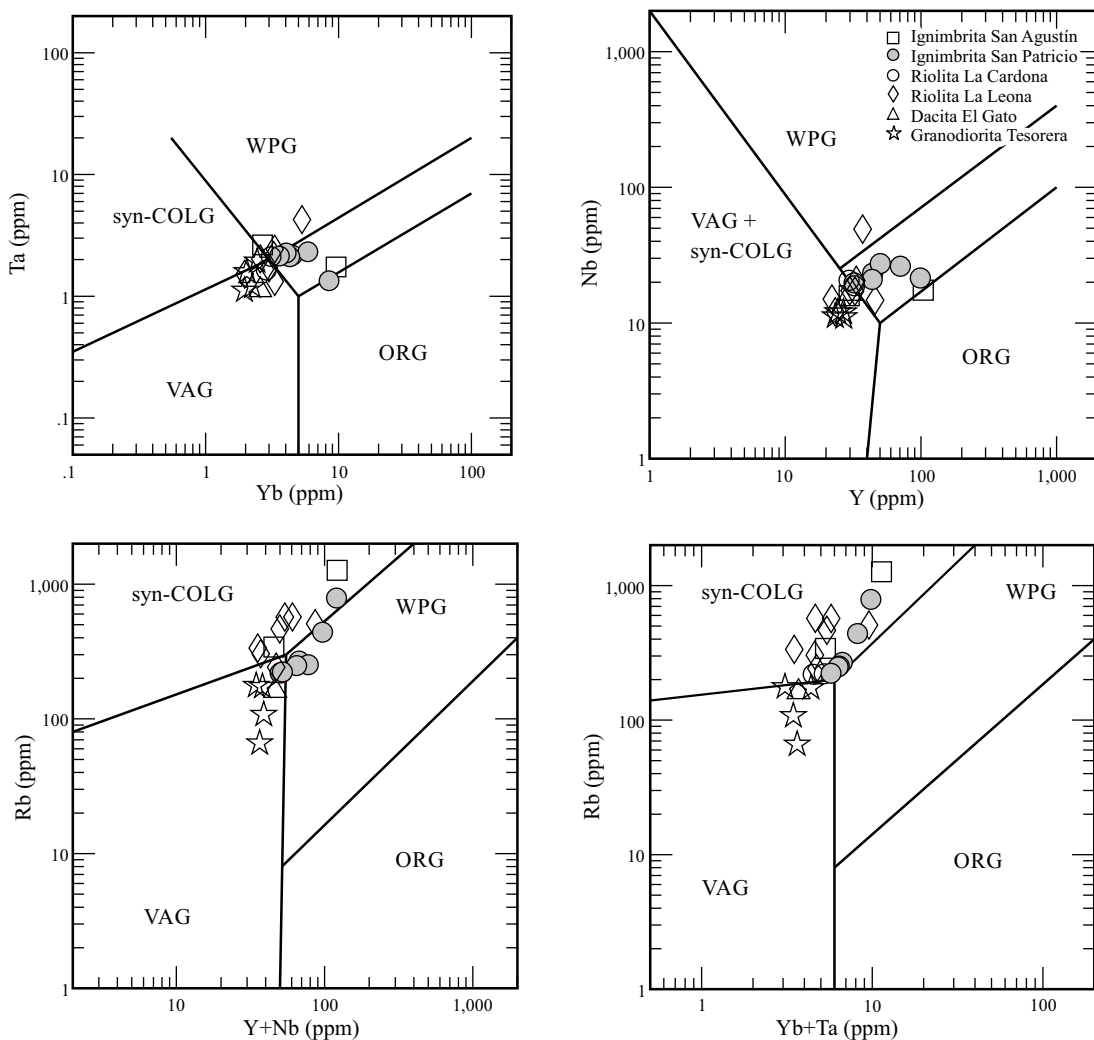 100
10
1
.1
Ta (ppm)
WPG
syn-COLG
VAG
ORG
.1
1
10
100
Yb (ppm)
1,000
100
10
1
Nb (ppm)
Ignimbrita San Agustín
Ignimbrita San Patricio
Riolita La Cardona
Riolita La Leona
Dacita El Gato
Granodiorita Tesorera
WPG
VAG +
syn-COLG
ORG
1
10
100
1,000
Y (ppm)
1,000
100
10
1
Rb (ppm)
syn-COLG
WPG
VAG
ORG
10
100
1,000
Y+Nb (ppm)
1,000
100
10
1
Rb (ppm)
syn-COLG
WPG
VAG
ORG
1
10
100
Yb+Ta (ppm)